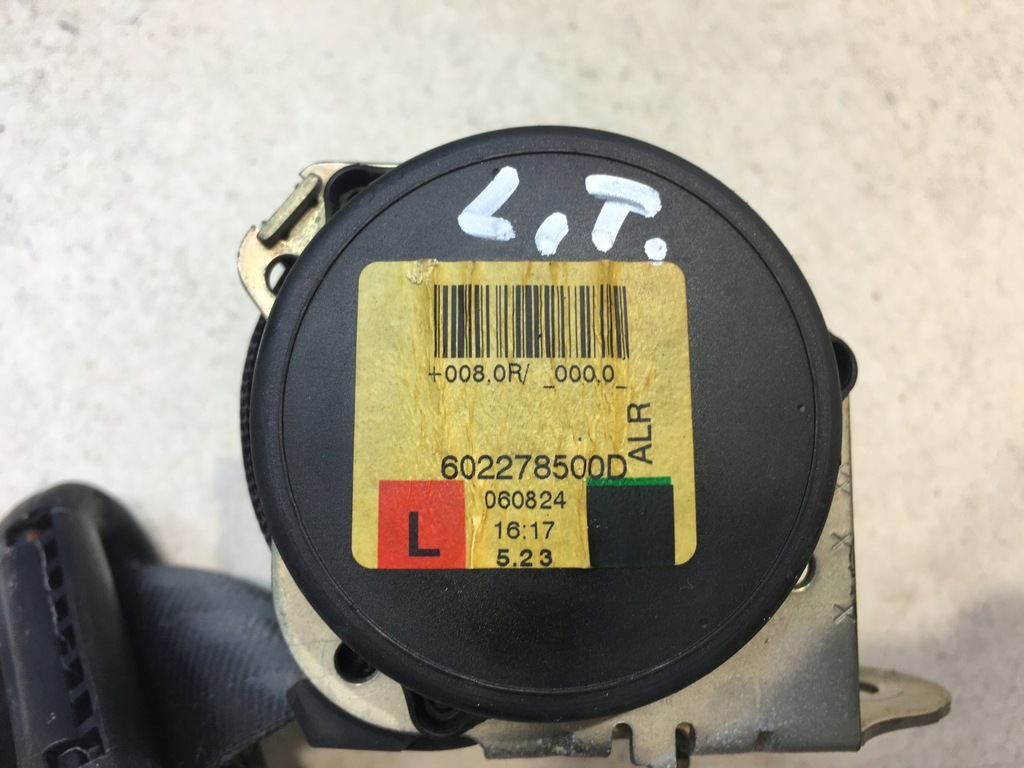 L,T.
+008,0R/ _000,0_
ALR
602278500D
060824
L
16:17
5.23